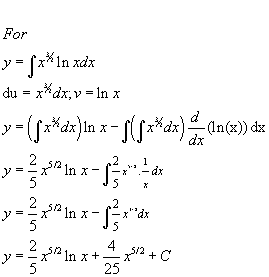 For
y = ∫x^{3/2} ln xdx
du = x^{3/2}dx; v = ln x
y = (∫x^{3/2}dx) ln x − ∫(∫x^{3/2}dx) d/dx (ln(x)) dx
y = 2/5 x^{5/2} ln x − ∫ 2/5 x . 1/x dx
y = 2/5 x^{5/2} ln x − ∫ 2/5 x dx
y = 2/5 x^{5/2} ln x + 4/25 x^{5/2} + C